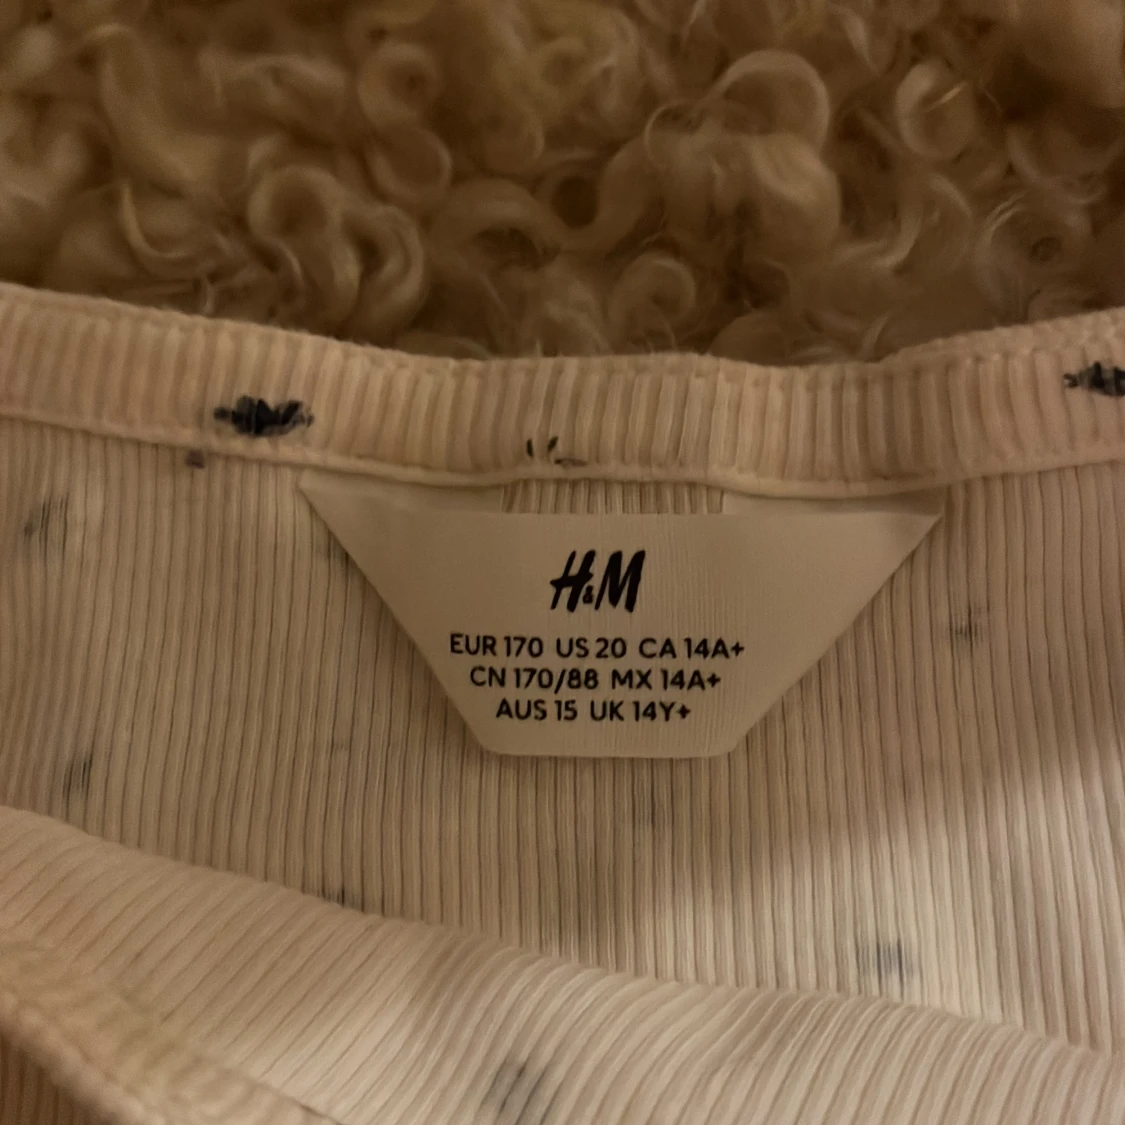 H&M
EUR 170 US 20 CA 14A+
CN 170/88 MX 14A+
AUS 15 UK 14Y+